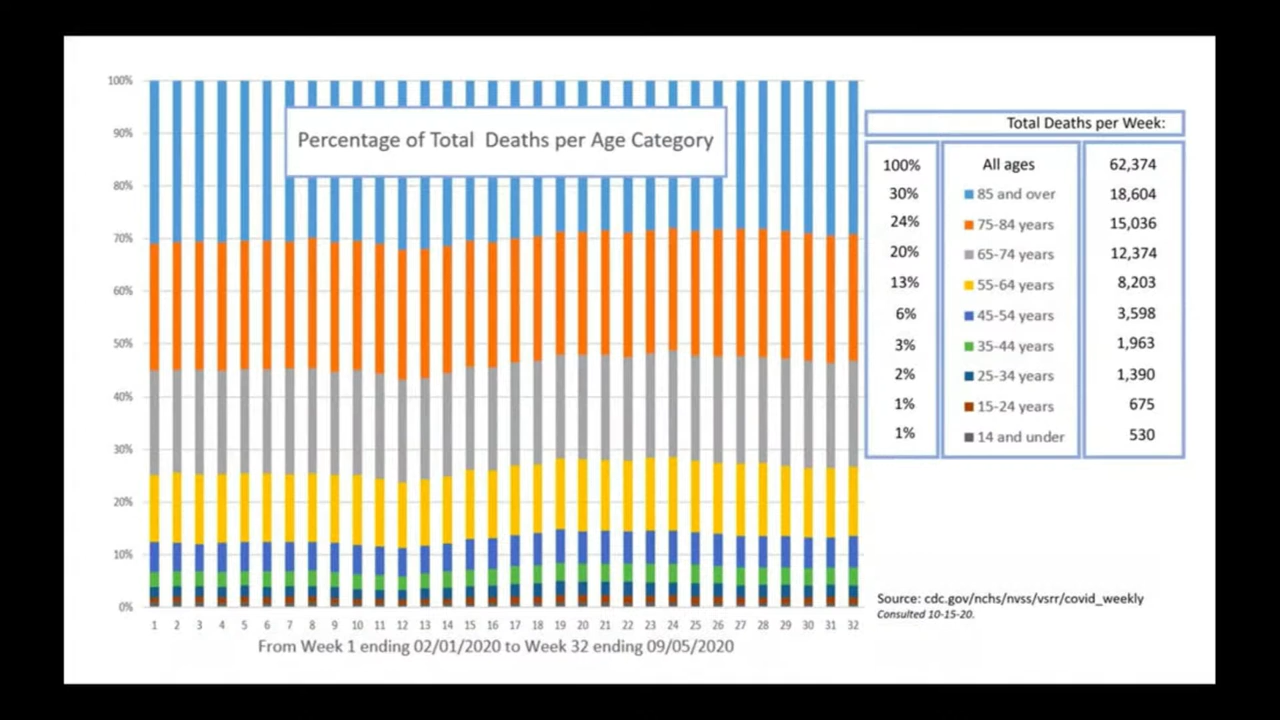 100%
90%
80%
70%
60%
50%
40%
30%
20%
10%
0%
Percentage of Total Deaths per Age Category
1 2 3 4 5 6 7 8 9 10 11 12 13 14 15 16 17 18 19 20 21 22 23 24 25 26 27 28 29 30 31 32
From Week 1 ending 02/01/2020 to Week 32 ending 09/05/2020
Total Deaths per Week:
100% All ages 62,374
30% 85 and over 18,604
24% 75-84 years 15,036
20% 65-74 years 12,374
13% 55-64 years 8,203
6% 45-54 years 3,598
3% 35-44 years 1,963
2% 25-34 years 1,390
1% 15-24 years 675
1% 14 and under 530
Source: cdc.gov/nchs/nvss/vsrr/covid_weekly
Consulted 10-15-20.